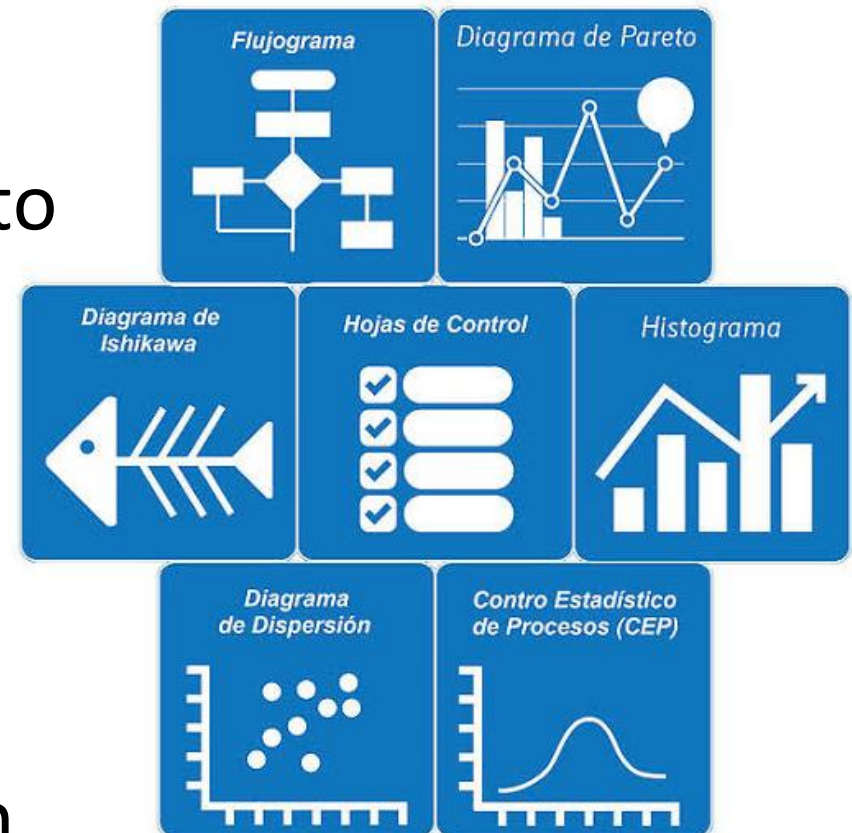 Flujograma
Diagrama de Pareto
to
Diagrama de
Ishikawa
Hojas de Control
Histograma
Diagrama
de Dispersión
Contro Estadístico
de Procesos (CEP)
n